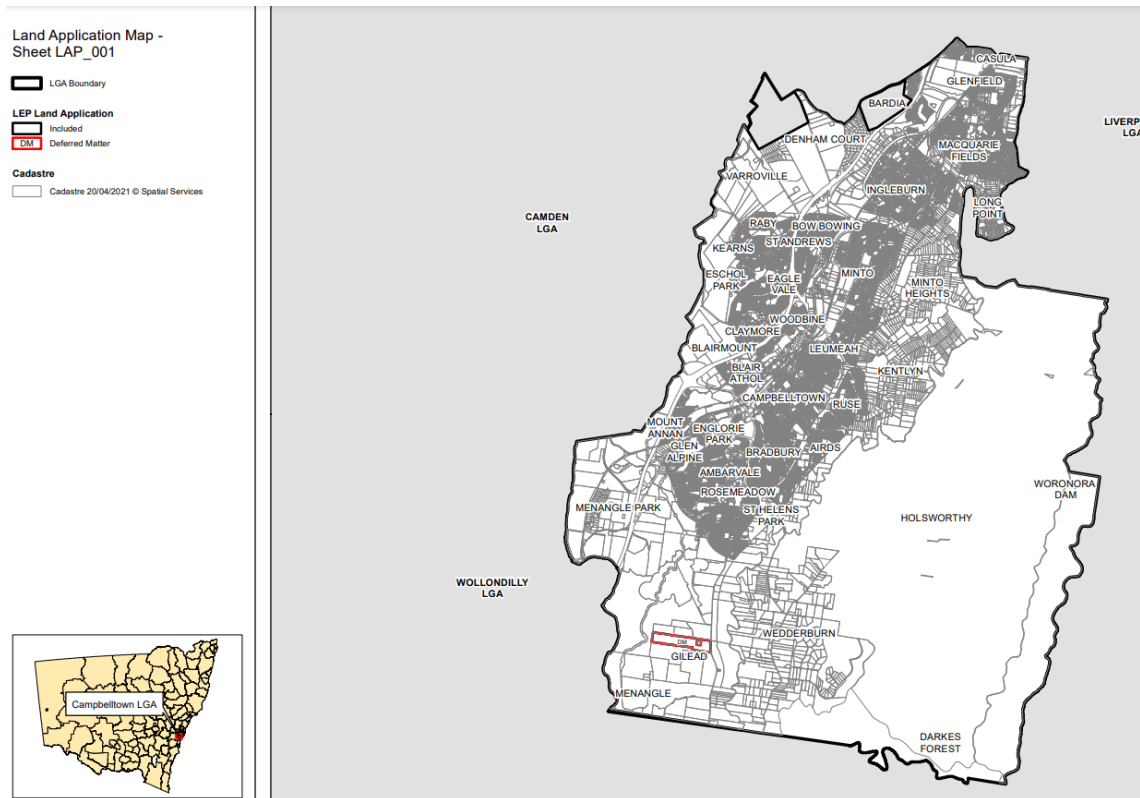 Land Application Map -
Sheet LAP_001
LGA Boundary
LEP Land Application
Included
DM
Deferred Matter
Cadastre
Cadastre 20/04/2021 © Spatial Services
Campbelltown LGA
CASULA
GLENFIELD
BARDIA
LIVERP
LGA
DENHAM COURT
MACQUARIE
FIELDS
VARROVILLE
INGLEBURN
LONG
POINT
CAMDEN
LGA
RABY
BOW BOWING
ST ANDREWS
KEARNS
ESCHOL
PARK
EAGLE
VALE
MINTO
MINTO
HEIGHTS
WOODBINE
CLAYMORE
BLAIRMOUNT
LEUMEAH
BLAIR
ATHOL
KENTLYN
CAMPBELLTOWN
RUSE
MOUNT
ANNAN
ENGLORIE
PARK
GLEN
ALPINE
BRADBURY
AIRDS
AMBARVALE
ROSEMEADOW
WORONORA
DAM
MENANGLE PARK
ST HELENS
PARK
HOLSWORTHY
WOLLONDILLY
LGA
WEDDERBURN
DM
GILEAD
MENANGLE
DARKES
FOREST